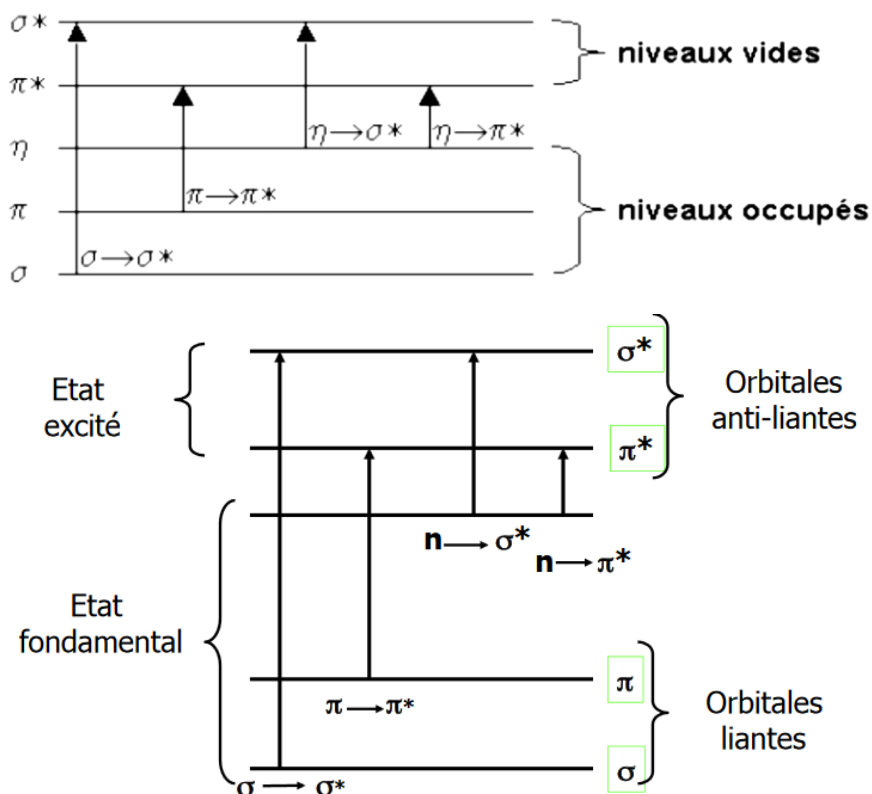 σ*
niveaux vides
π*
η→σ* η→π*
η
π→π*
π
niveaux occupés
σ→σ*
σ
σ*
Etat
excité
Orbitales
anti-liantes
π*
n→σ*
n→π*
Etat
fondamental
π
π→π*
Orbitales
liantes
σ
σ→σ*